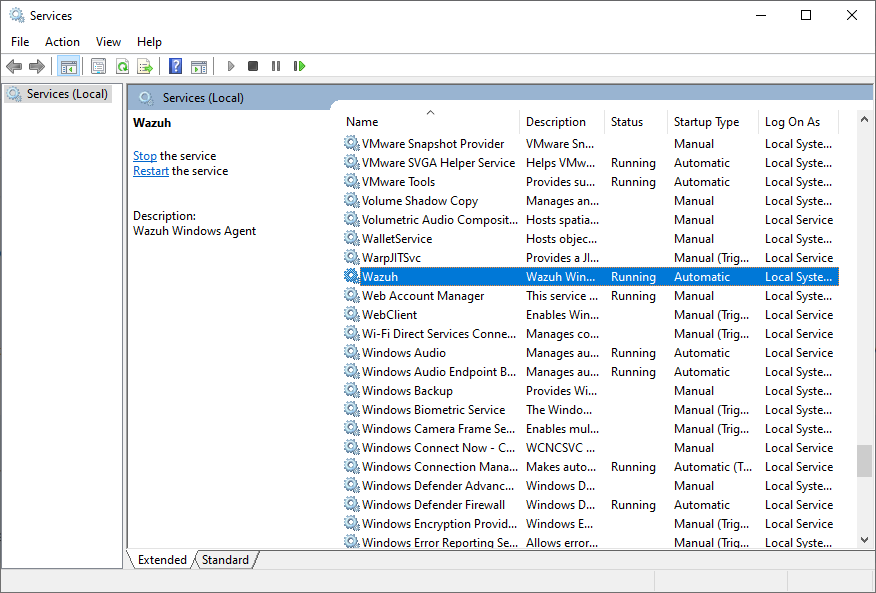 Services
File Action View Help
Services (Local)
Services (Local)
Wazuh
Stop the service
Restart the service
Description:
Wazuh Windows Agent
Name Description Status Startup Type Log On As
VMware Snapshot Provider VMware Sn... Manual Local Syste...
VMware SVGA Helper Service Helps VMw... Running Automatic Local Syste...
VMware Tools Provides su... Running Automatic Local Syste...
Volume Shadow Copy Manages an... Manual Local Syste...
Volumetric Audio Composit... Hosts spatia... Manual Local Service
WalletService Hosts objec... Manual Local Syste...
WarpJITSvc Provides a JI... Manual (Trig... Local Service
Wazuh Wazuh Win... Running Automatic Local Syste...
Web Account Manager This service ... Running Manual Local Syste...
WebClient Enables Win... Manual (Trig... Local Service
Wi-Fi Direct Services Conne... Manages co... Manual (Trig... Local Service
Windows Audio Manages au... Running Automatic Local Service
Windows Audio Endpoint B... Manages au... Running Automatic Local Syste...
Windows Backup Provides Wi... Manual Local Syste...
Windows Biometric Service The Windo... Manual (Trig... Local Syste...
Windows Camera Frame Se... Enables mul... Manual (Trig... Local Syste...
Windows Connect Now - C... WCNCSVC ... Manual Local Service
Windows Connection Mana... Makes auto... Running Automatic (T... Local Service
Windows Defender Advanc... Windows D... Manual Local Syste...
Windows Defender Firewall Windows D... Running Automatic Local Service
Windows Encryption Provid... Windows E... Manual (Trig... Local Service
Windows Error Reporting Se... Allows error... Manual (Trig... Local Syste...
Extended Standard